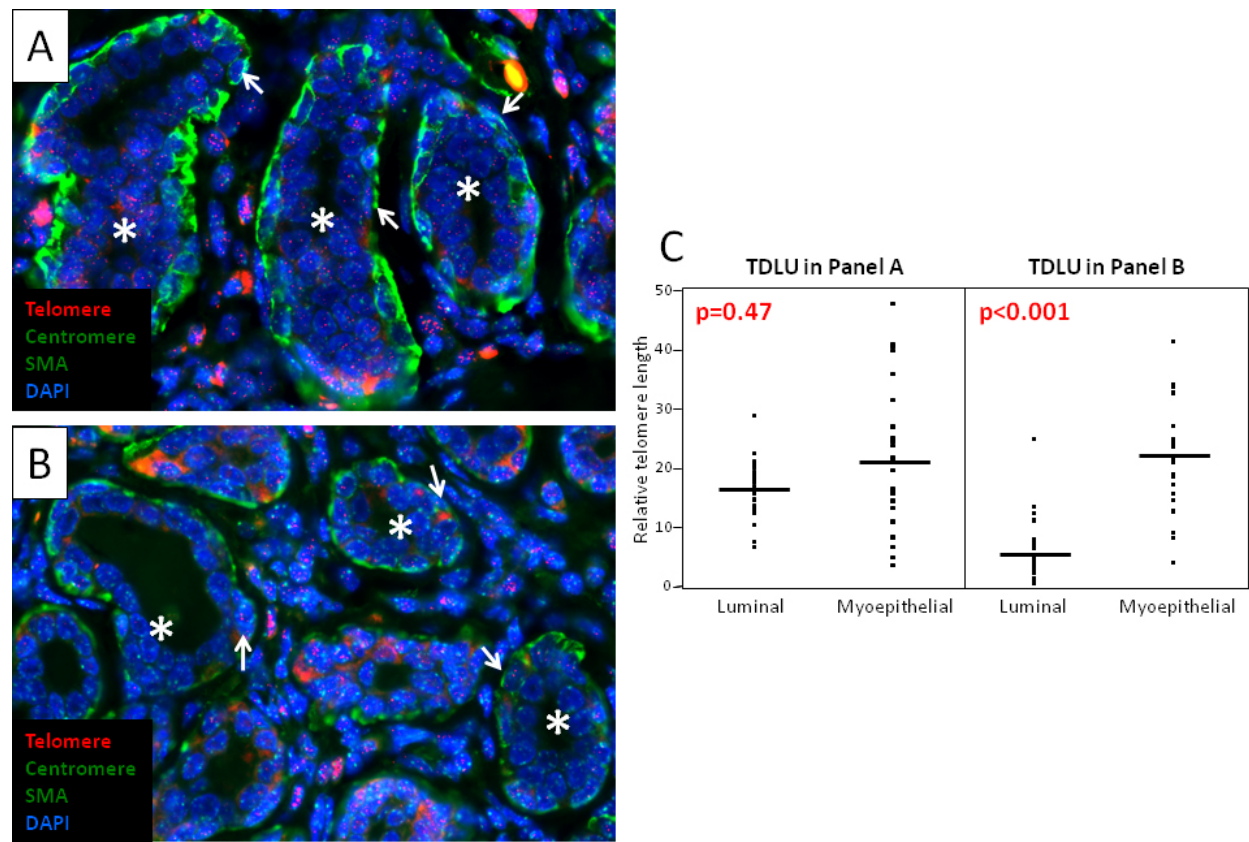 A
Telomere
Centromere
SMA
DAPI
B
Telomere
Centromere
SMA
DAPI
C
TDLU in Panel A
TDLU in Panel B
p=0.47
p<0.001
Relative telomere length
50
40
30
20
10
0
Luminal
Myoepithelial
Luminal
Myoepithelial